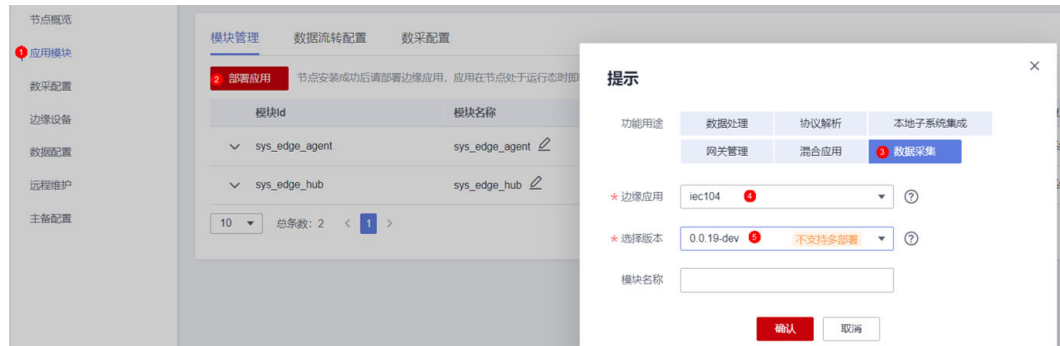 节点概览
1 应用模块
数采配置
边缘设备
数据配置
远程维护
主备配置
模块管理 数据流转配置 数采配置
2 部署应用 节点安装成功后请部署边缘应用，应用在节点处于运行态时即
模块Id 模块名称
sys_edge_agent sys_edge_agent
sys_edge_hub sys_edge_hub
10 总条数: 2 < 1 >
提示
功能用途 数据处理 协议解析 本地子系统集成
网关管理 混合应用 3 数据采集
* 边缘应用 iec104 4
* 选择版本 0.0.19-dev 5 不支持多部署
模块名称
确认 取消